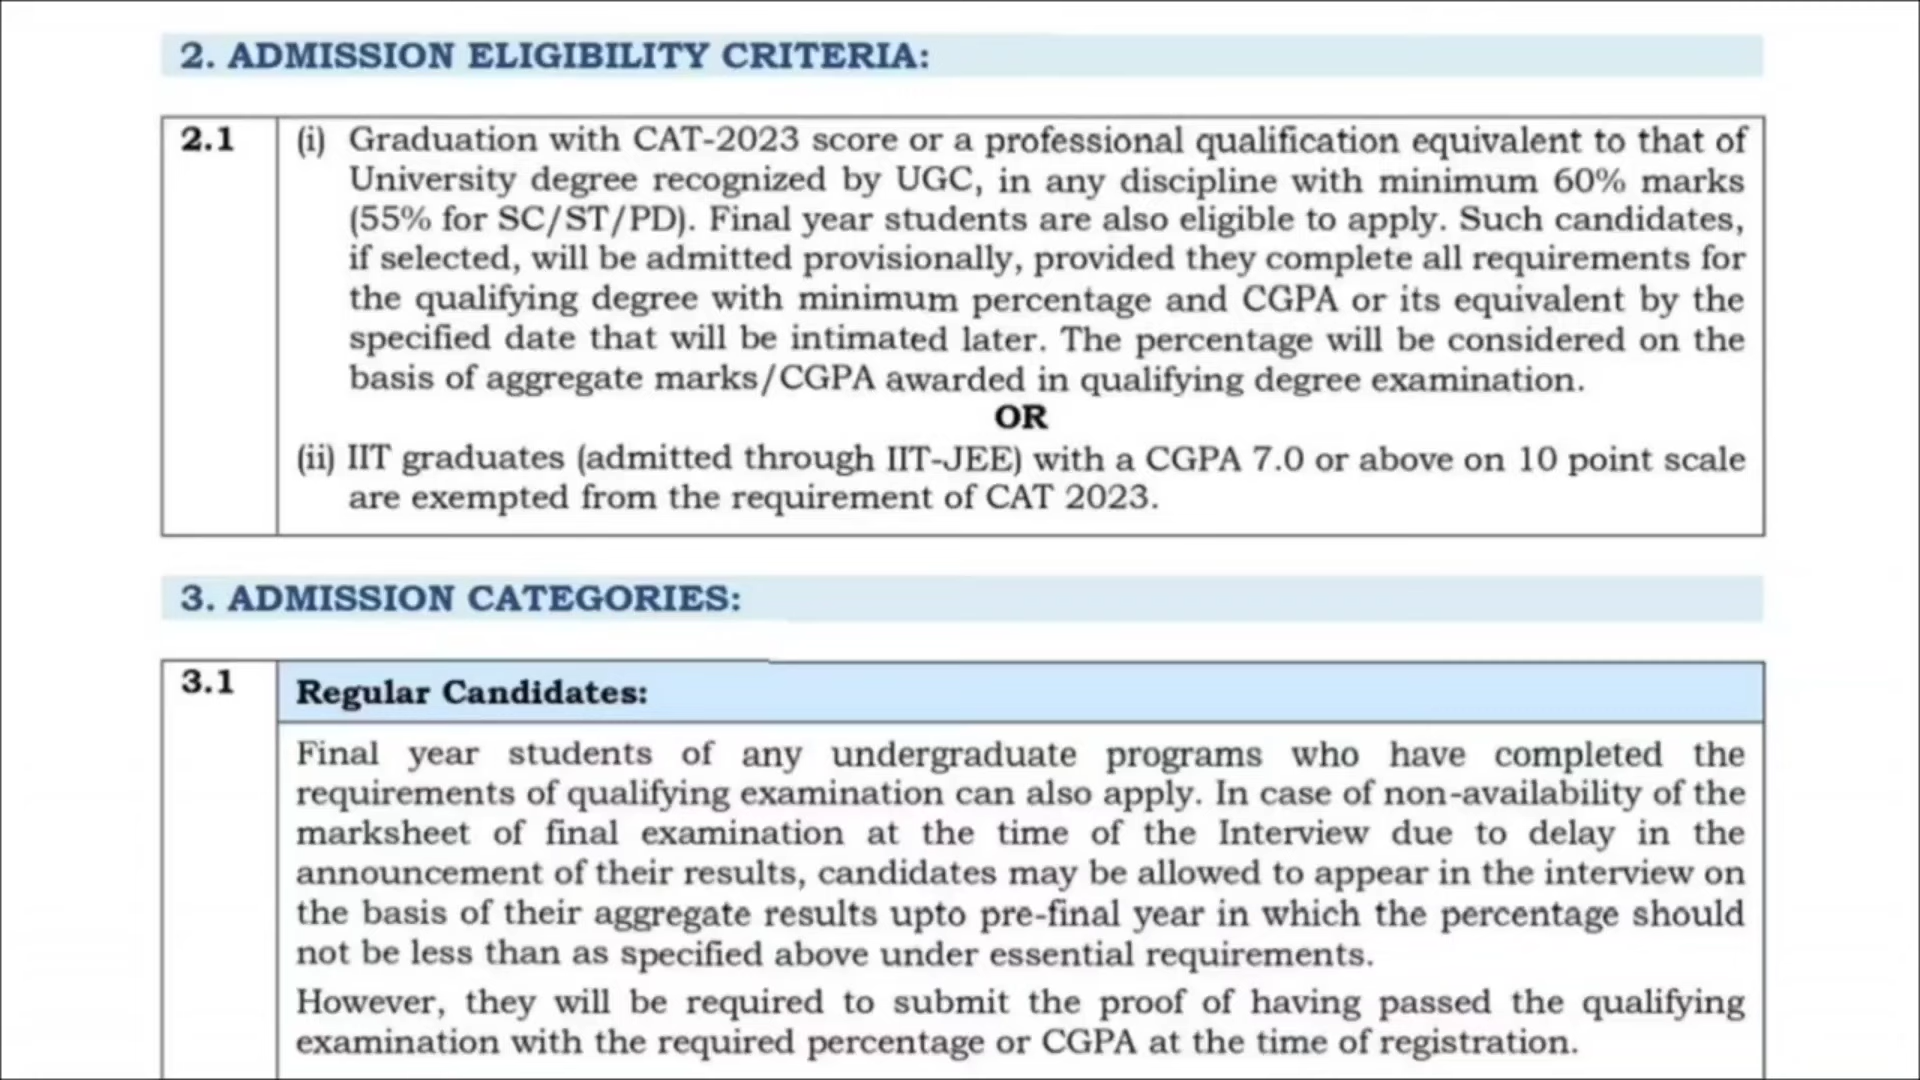 2. ADMISSION ELIGIBILITY CRITERIA:
2.1 (i) Graduation with CAT-2023 score or a professional qualification equivalent to that of
University degree recognized by UGC, in any discipline with minimum 60% marks
(55% for SC/ST/PD). Final year students are also eligible to apply. Such candidates,
if selected, will be admitted provisionally, provided they complete all requirements for
the qualifying degree with minimum percentage and CGPA or its equivalent by the
specified date that will be intimated later. The percentage will be considered on the
basis of aggregate marks/CGPA awarded in qualifying degree examination.
OR
(ii) IIT graduates (admitted through IIT-JEE) with a CGPA 7.0 or above on 10 point scale
are exempted from the requirement of CAT 2023.
3. ADMISSION CATEGORIES:
3.1 Regular Candidates:
Final year students of any undergraduate programs who have completed the
requirements of qualifying examination can also apply. In case of non-availability of the
marksheet of final examination at the time of the Interview due to delay in the
announcement of their results, candidates may be allowed to appear in the interview on
the basis of their aggregate results upto pre-final year in which the percentage should
not be less than as specified above under essential requirements.
However, they will be required to submit the proof of having passed the qualifying
examination with the required percentage or CGPA at the time of registration.